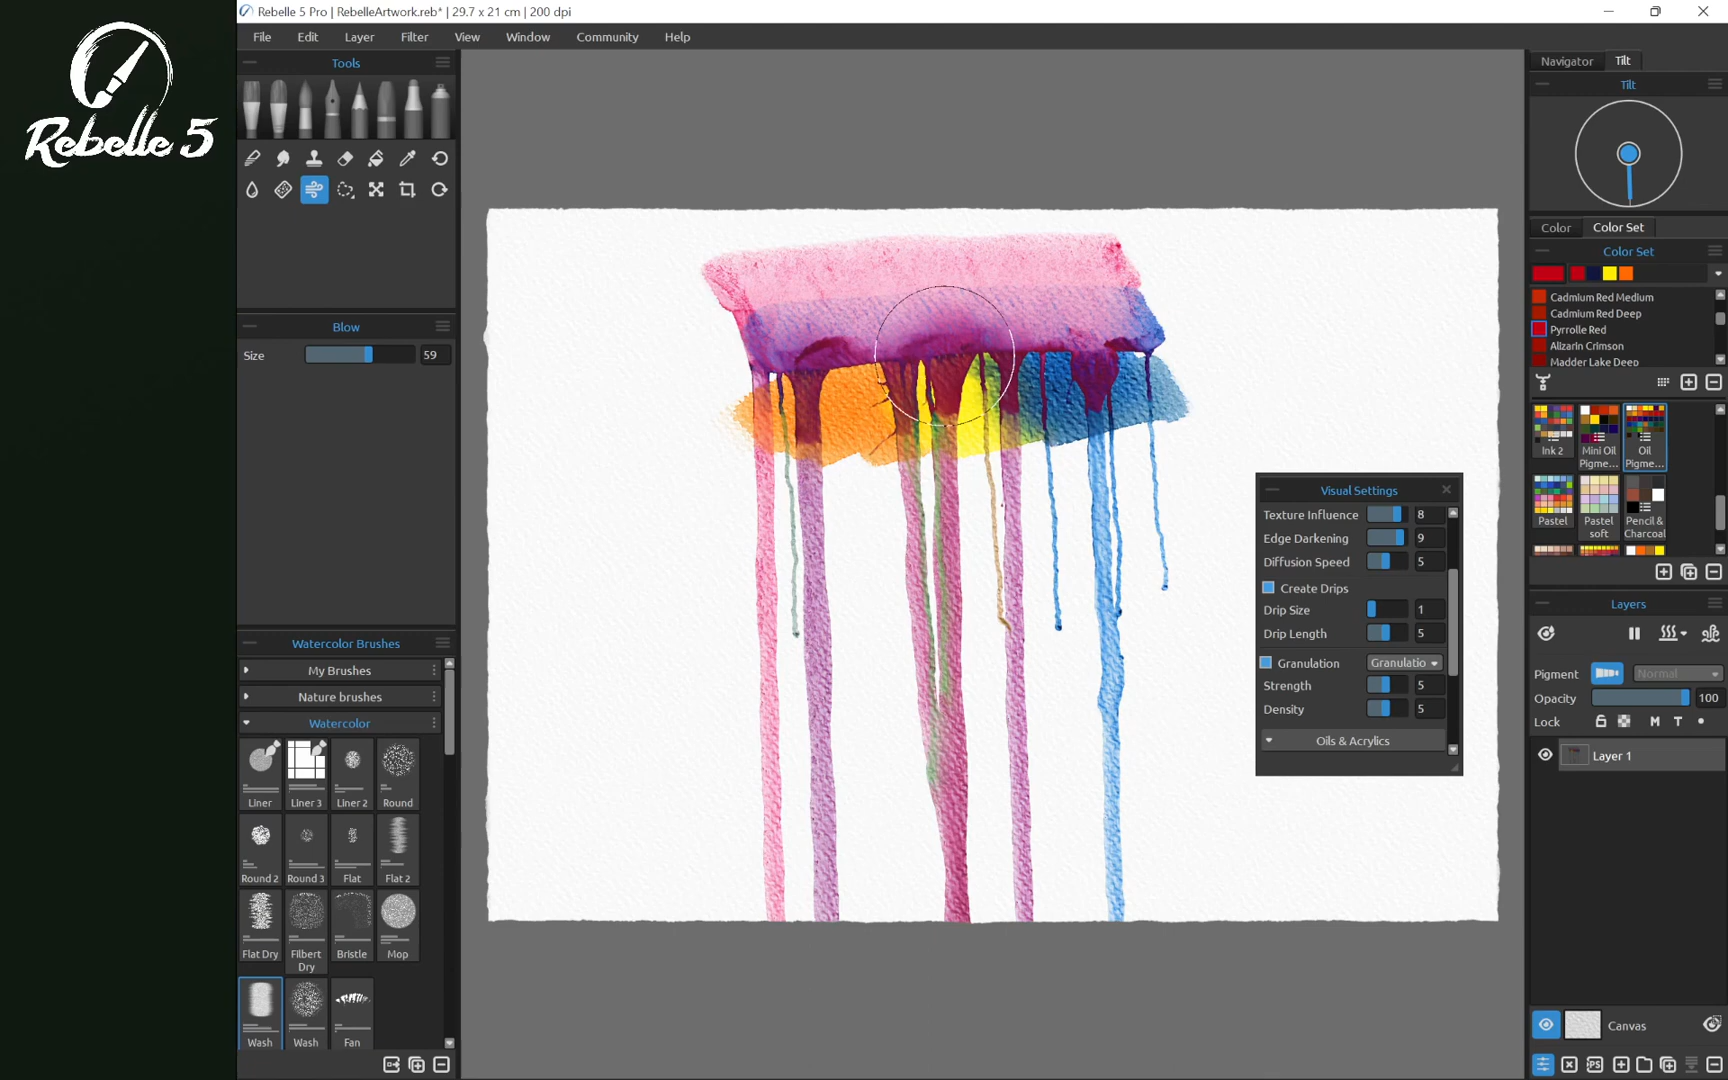 Rebelle 5
Rebelle 5 Pro | RebelleArtwork.reb* | 29.7 x 21 cm | 200 dpi
File Edit Layer Filter View Window Community Help
Tools
Blow
Size 59
Watercolor Brushes
My Brushes
Nature brushes
Watercolor
Liner Liner 3 Liner 2 Round
Round 2 Round 3 Flat Flat 2
Flat Dry Filbert Dry Bristle Mop
Wash Wash Fan
Visual Settings
Texture Influence 8
Edge Darkening 9
Diffusion Speed 5
Create Drips
Drip Size 1
Drip Length 5
Granulation Granulatio
Strength 5
Density 5
Oils & Acrylics
Navigator Tilt
Tilt
Color Color Set
Color Set
Cadmium Red Medium
Cadmium Red Deep
Pyrrolle Red
Alizarin Crimson
Madder Lake Deep
Ink 2 Mini Oil Pigme... Oil Pigme...
Pastel Pastel soft Pencil & Charcoal
Layers
Pigment Normal
Opacity 100
Lock M T
Layer 1
Canvas
PS